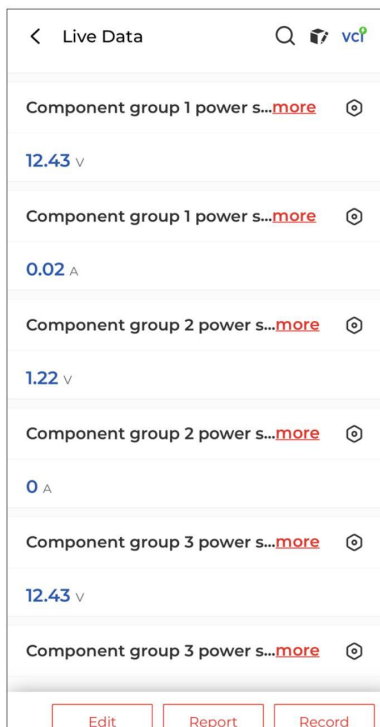 Live Data
vci
Component group 1 power s...more
12.43 V
Component group 1 power s...more
0.02 A
Component group 2 power s...more
1.22 V
Component group 2 power s...more
0 A
Component group 3 power s...more
12.43 V
Component group 3 power s...more
Edit Report Record